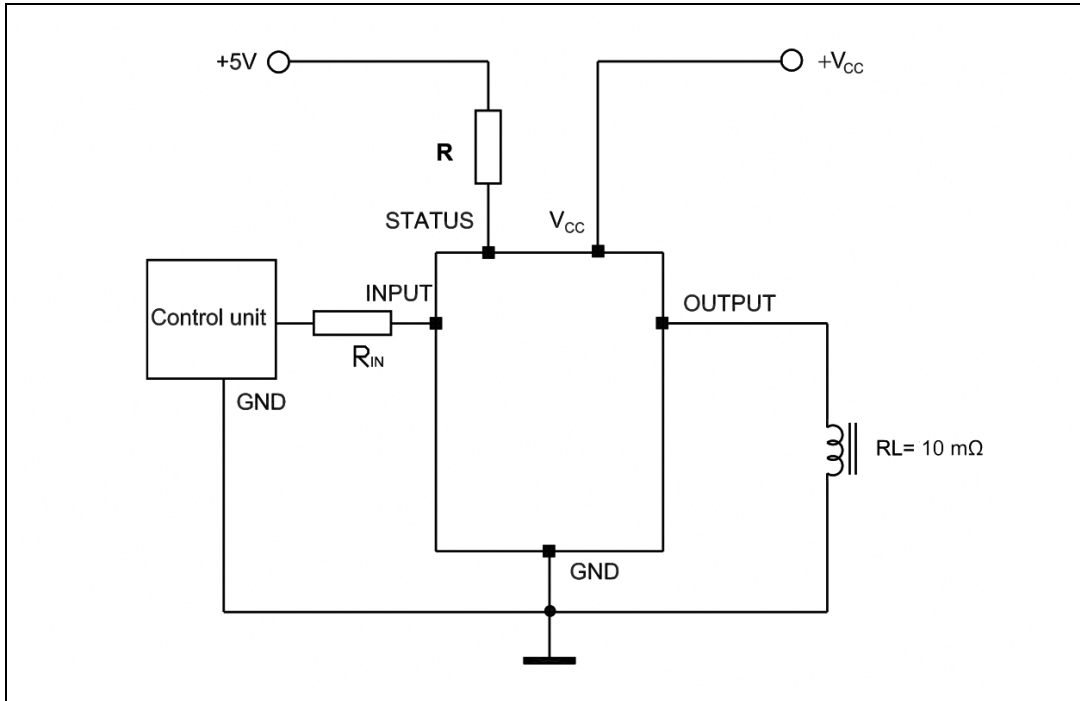 +5V
+VCC
R
STATUS
VCC
INPUT
OUTPUT
Control unit
RIN
GND
RL= 10 mΩ
GND